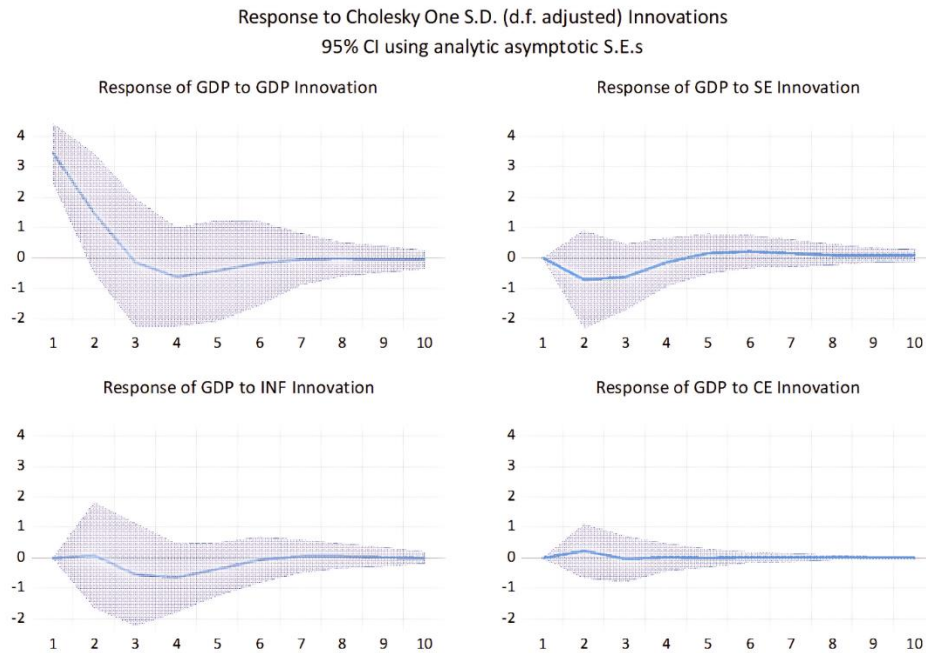 Response to Cholesky One S.D. (d.f. adjusted) Innovations
95% CI using analytic asymptotic S.E.s
Response of GDP to GDP Innovation
4
3
2
1
0
-1
-2
1 2 3 4 5 6 7 8 9 10
Response of GDP to SE Innovation
4
3
2
1
0
-1
-2
1 2 3 4 5 6 7 8 9 10
Response of GDP to INF Innovation
4
3
2
1
0
-1
-2
1 2 3 4 5 6 7 8 9 10
Response of GDP to CE Innovation
4
3
2
1
0
-1
-2
1 2 3 4 5 6 7 8 9 10